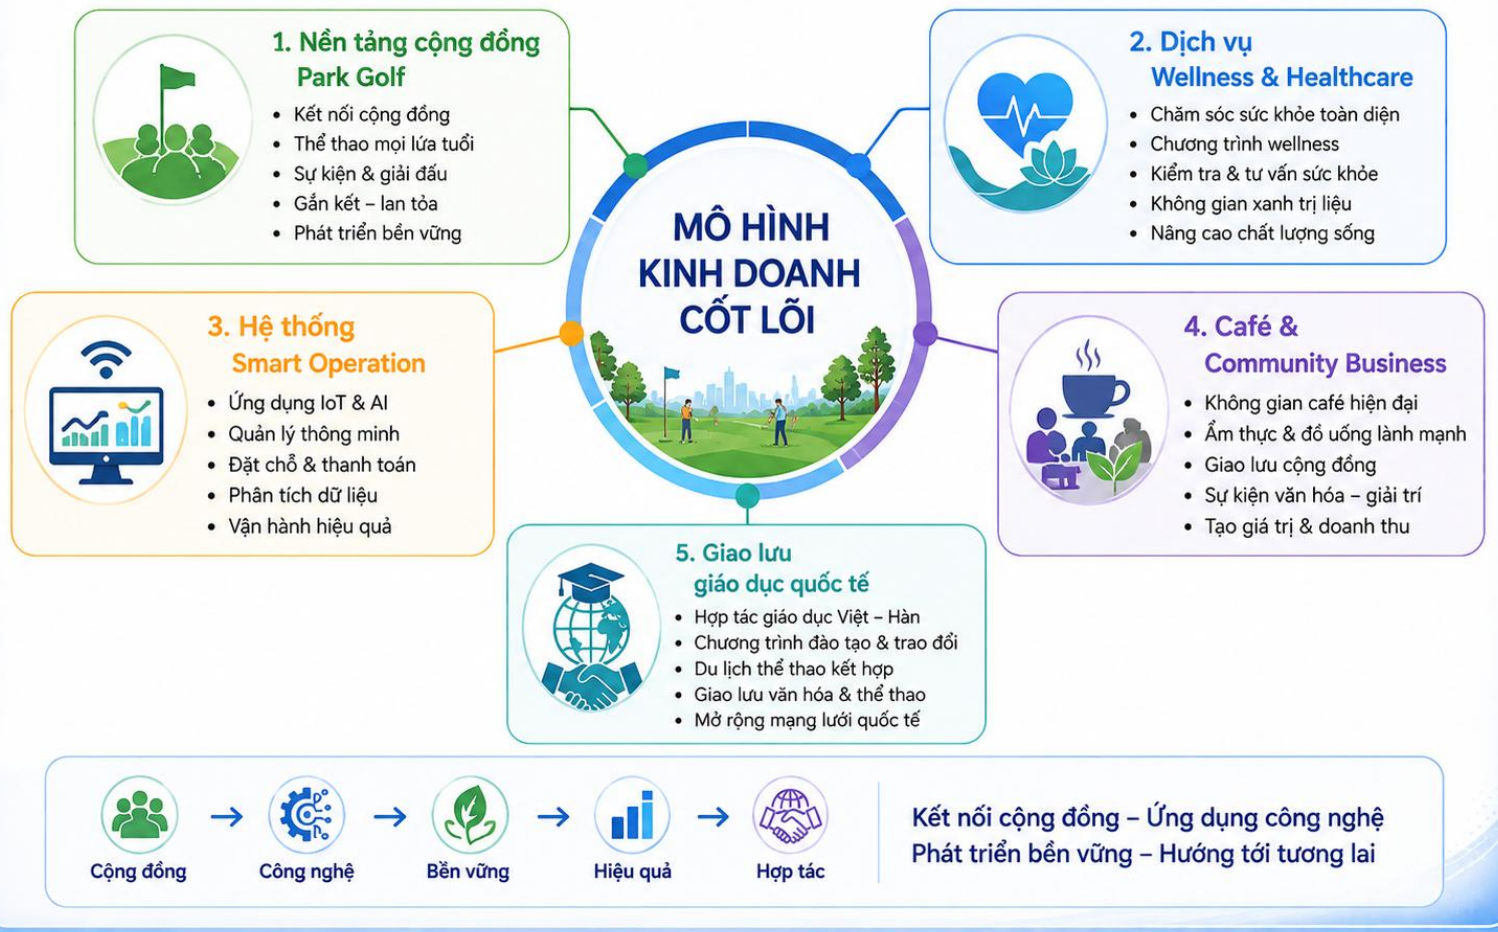 1. Nền tảng cộng đồng
Park Golf
• Kết nối cộng đồng
• Thể thao mọi lứa tuổi
• Sự kiện & giải đấu
• Gắn kết – lan tỏa
• Phát triển bền vững
2. Dịch vụ
Wellness & Healthcare
• Chăm sóc sức khỏe toàn diện
• Chương trình wellness
• Kiểm tra & tư vấn sức khỏe
• Không gian xanh trị liệu
• Nâng cao chất lượng sống
MÔ HÌNH
KINH DOANH
CỐT LÕI
3. Hệ thống
Smart Operation
• Ứng dụng IoT & AI
• Quản lý thông minh
• Đặt chỗ & thanh toán
• Phân tích dữ liệu
• Vận hành hiệu quả
4. Café &
Community Business
• Không gian café hiện đại
• Ẩm thực & đồ uống lành mạnh
• Giao lưu cộng đồng
• Sự kiện văn hóa – giải trí
• Tạo giá trị & doanh thu
5. Giao lưu
giáo dục quốc tế
• Hợp tác giáo dục Việt – Hàn
• Chương trình đào tạo & trao đổi
• Du lịch thể thao kết hợp
• Giao lưu văn hóa & thể thao
• Mở rộng mạng lưới quốc tế
Cộng đồng
Công nghệ
Bền vững
Hiệu quả
Hợp tác
Kết nối cộng đồng – Ứng dụng công nghệ
Phát triển bền vững – Hướng tới tương lai